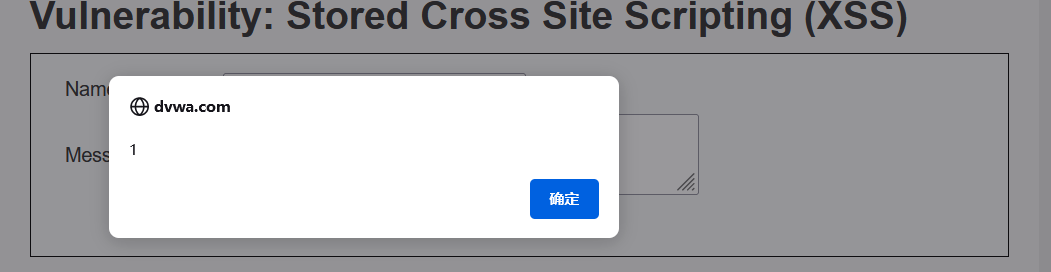 Vulnerability: Stored Cross Site Scripting (XSS)
Name
dvwa.com
1
Mess
确定